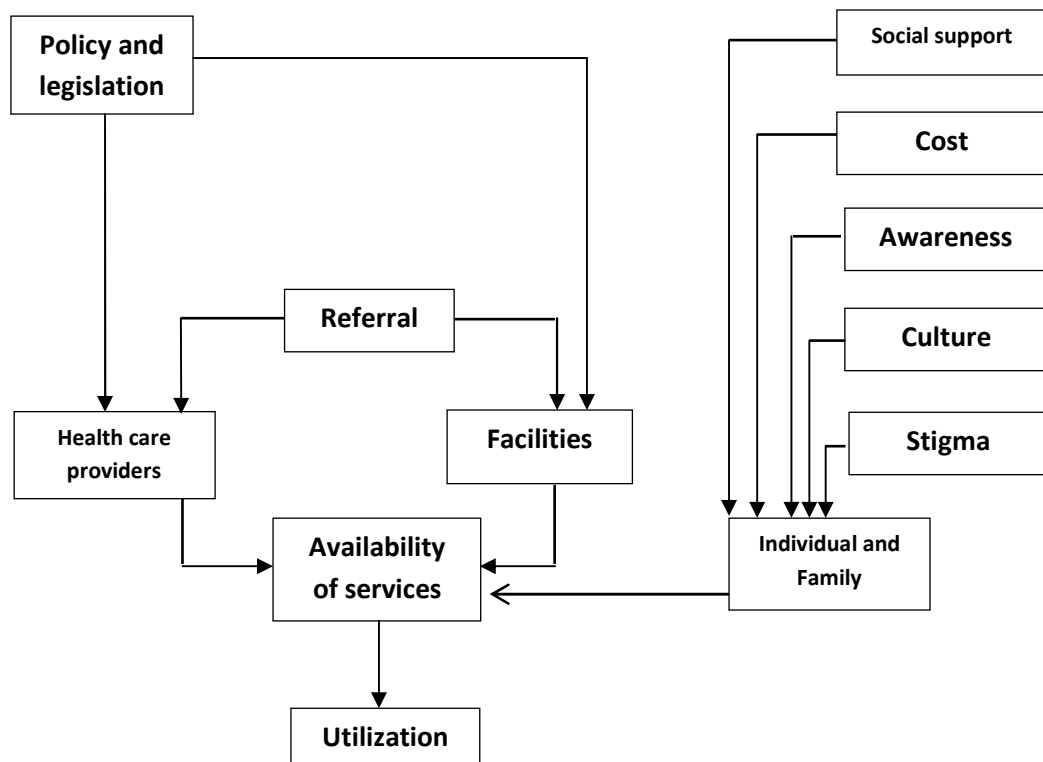 Policy and
legislation
Social support
Cost
Awareness
Referral
Culture
Health care
providers
Facilities
Stigma
Availability
of services
Individual and
Family
Utilization